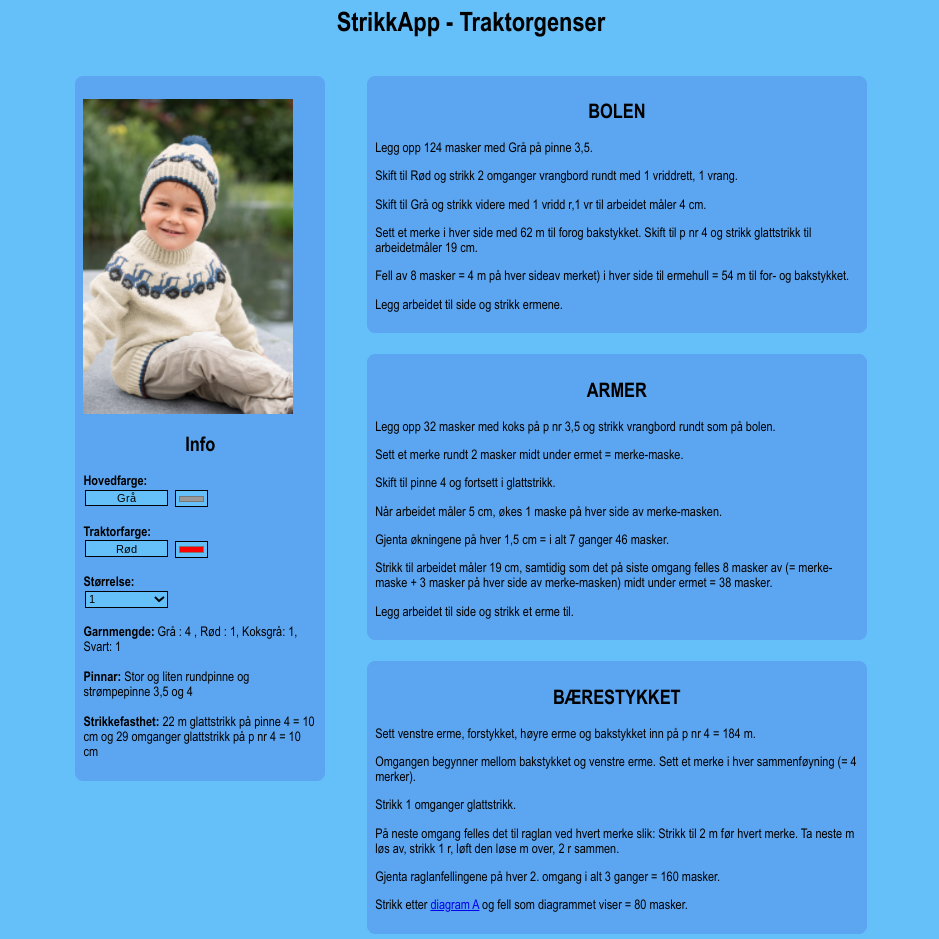 StrikkApp - Traktorgenser
Info
Hovedfarge:
Grå
Traktorfarge:
Rød
Størrelse:
1
Garnmengde: Grå : 4 , Rød : 1, Koksgrå: 1,
Svart: 1
Pinnar: Stor og liten rundpinne og
strømpepinne 3,5 og 4
Strikkefasthet: 22 m glattstrikk på pinne 4 = 10
cm og 29 omganger glattstrikk på p nr 4 = 10
cm
BOLEN
Legg opp 124 masker med Grå på pinne 3,5.
Skift til Rød og strikk 2 omganger vrangbord rundt med 1 vriddrett, 1 vrang.
Skift til Grå og strikk videre med 1 vridd r,1 vr til arbeidet måler 4 cm.
Sett et merke i hver side med 62 m til forog bakstykket. Skift til p nr 4 og strikk glattstrikk til
arbeidetmåler 19 cm.
Fell av 8 masker = 4 m på hver sideav merket) i hver side til ermehull = 54 m til for- og bakstykket.
Legg arbeidet til side og strikk ermene.
ARMER
Legg opp 32 masker med koks på p nr 3,5 og strikk vrangbord rundt som på bolen.
Sett et merke rundt 2 masker midt under ermet = merke-maske.
Skift til pinne 4 og fortsett i glattstrikk.
Når arbeidet måler 5 cm, økes 1 maske på hver side av merke-masken.
Gjenta økningene på hver 1,5 cm = i alt 7 ganger 46 masker.
Strikk til arbeidet måler 19 cm, samtidig som det på siste omgang felles 8 masker av (= merke-
maske + 3 masker på hver side av merke-masken) midt under ermet = 38 masker.
Legg arbeidet til side og strikk et erme til.
BÆRESTYKKET
Sett venstre erme, forstykket, høyre erme og bakstykket inn på p nr 4 = 184 m.
Omgangen begynner mellom bakstykket og venstre erme. Sett et merke i hver sammenføyning (= 4
merker).
Strikk 1 omganger glattstrikk.
På neste omgang felles det til raglan ved hvert merke slik: Strikk til 2 m før hvert merke. Ta neste m
løs av, strikk 1 r, løft den løse m over, 2 r sammen.
Gjenta raglanfellingene på hver 2. omgang i alt 3 ganger = 160 masker.
Strikk etter diagram A og fell som diagrammet viser = 80 masker.